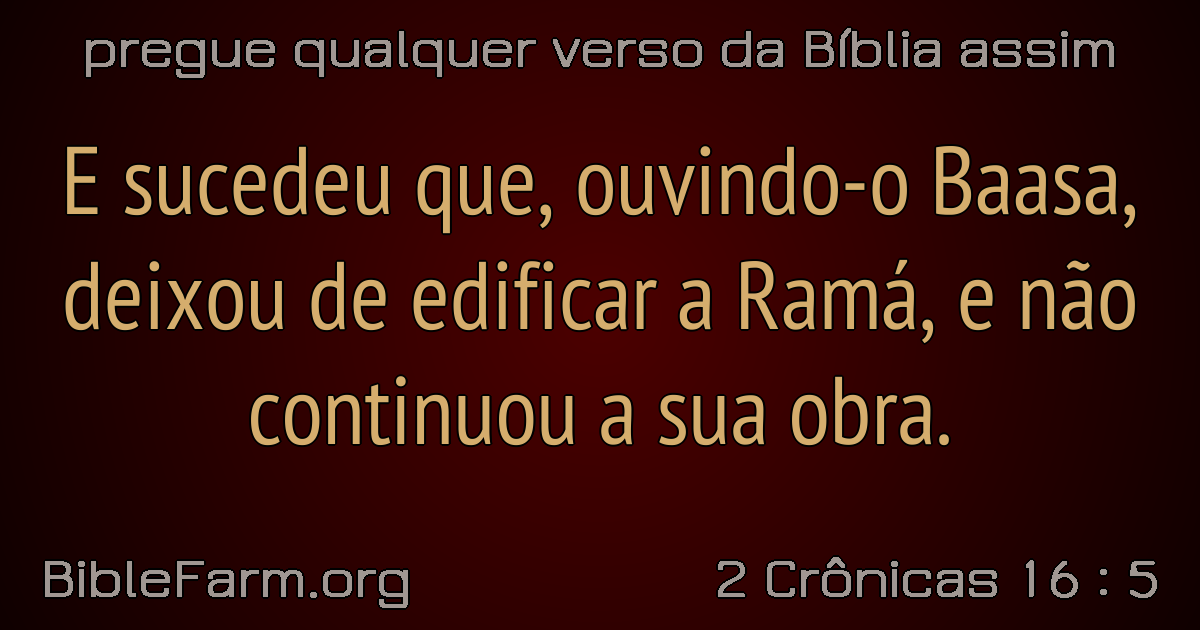 pregue qualquer verso da Bíblia assim
E sucedeu que, ouvindo-o Baasa,
deixou de edificar a Ramá, e não
continuou a sua obra.
BibleFarm.org
2 Crônicas 16 : 5